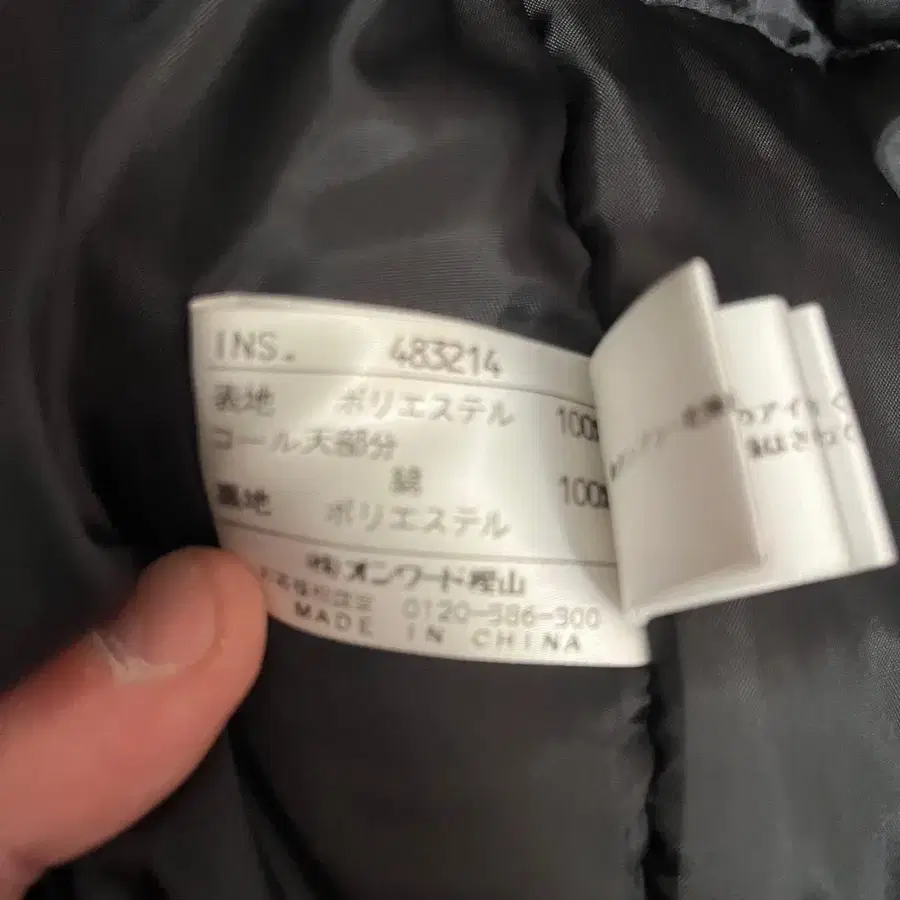 INS. 483214
表地 ポリエステル 100%
コール天部分
綿 100%
裏地 ポリエステル
㈱オンワード樫山
0120-586-300
MADE IN CHINA